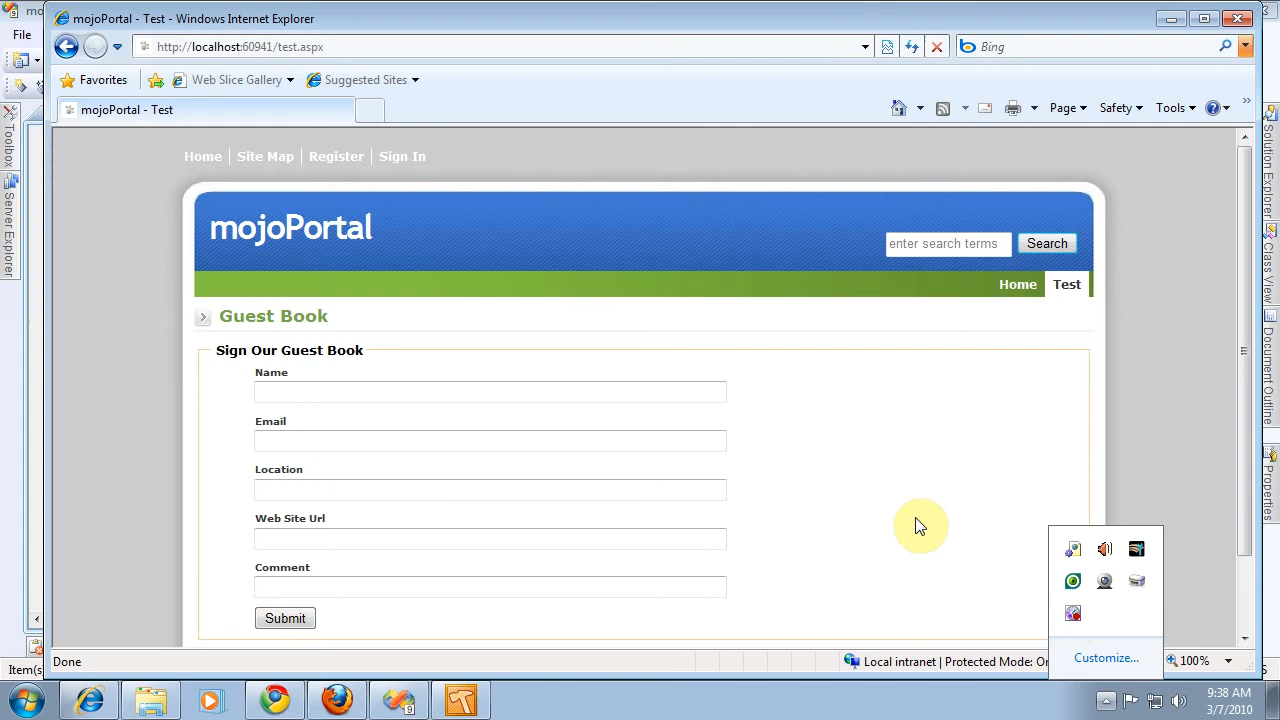 mo
mojoPortal - Test - Windows Internet Explorer
File
http://localhost:60941/test.aspx
Bing
Favorites
Web Slice Gallery
Suggested Sites
mojoPortal - Test
Page
Safety
Tools
Toolbox
Server Explorer
Solution Explorer
Class View
Document Outline
Properties
Home
Site Map
Register
Sign In
mojoPortal
enter search terms
Search
Home
Test
Guest Book
Sign Our Guest Book
Name
Email
Location
Web Site Url
Comment
Submit
Customize...
Item(s)
Done
Local intranet | Protected Mode: On
100%
9
9:38 AM
3/7/2010